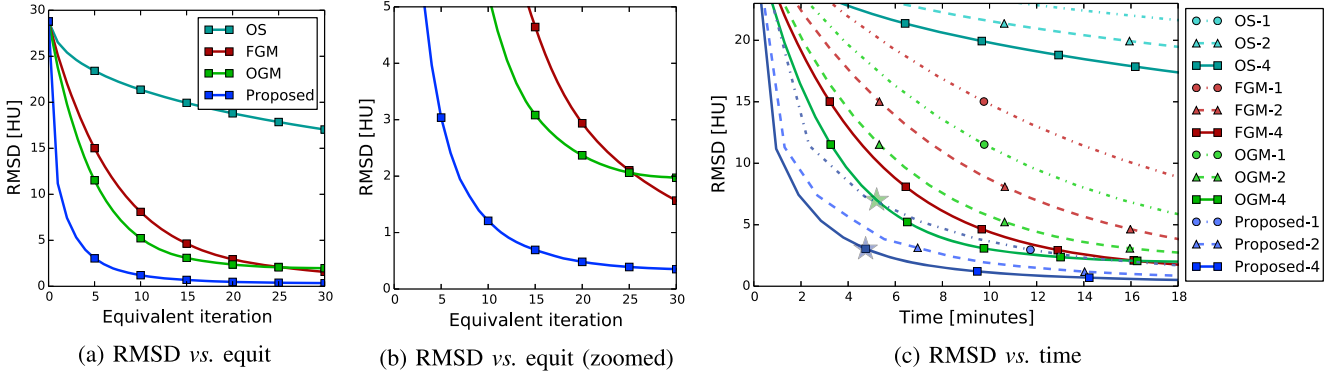 RMSD [HU]
30
25
20
15
10
5
0
0
5
10
15
20
25
30
Equivalent iteration
OS
FGM
OGM
Proposed
(a) RMSD vs. equit
RMSD [HU]
5
4
3
2
1
0
0
5
10
15
20
25
30
Equivalent iteration
(b) RMSD vs. equit (zoomed)
RMSD [HU]
20
15
10
5
0
0
2
4
6
8
10
12
14
16
18
Time [minutes]
(c) RMSD vs. time
OS-1
OS-2
OS-4
FGM-1
FGM-2
FGM-4
OGM-1
OGM-2
OGM-4
Proposed-1
Proposed-2
Proposed-4